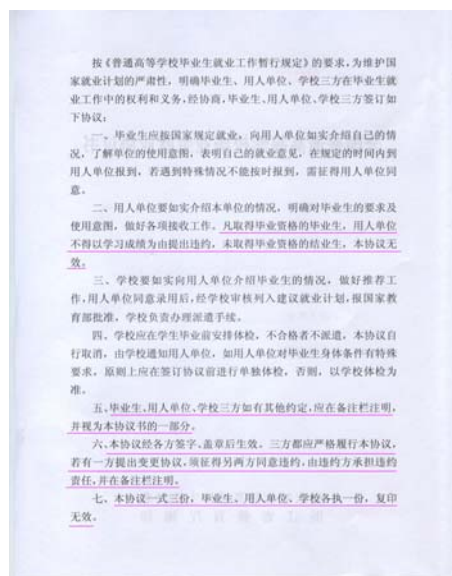 按《普通高等学校毕业生就业工作暂行规定》的要求,为维护国
家就业计划的严肃性,明确毕业生、用人单位、学校三方在毕业生就
业工作中的权利和义务,经协商,毕业生、用人单位、学校三方签订如
下协议:
一、毕业生应按国家规定就业,向用人单位如实介绍自己的情
况,了解单位的使用意图,表明自己的就业意见,在规定的时间内到
用人单位报到,若遇到特殊情况不能按时报到,需征得用人单位同
意。
二、用人单位要如实介绍本单位的情况,明确对毕业生的要求及
使用意图,做好各项接收工作。凡取得毕业资格的毕业生,用人单位
不得以学习成绩为由提出违约,未取得毕业资格的结业生,本协议无
效。
三、学校要如实向用人单位介绍毕业生的情况,做好推荐工
作,用人单位同意录用后,经学校审核列入建议就业计划,报国家教
育部批准,学校负责办理派遣手续。
四、学校应在学生毕业前安排体检,不合格者不派遣,本协议自
行取消,由学校通知用人单位,如用人单位对毕业生身体条件有特殊
要求,原则上应在签订协议前进行单独体检,否则,以学校体检为
准。
五、毕业生、用人单位、学校三方如有其他约定,应在备注栏注明,
并视为本协议书的一部分。
六、本协议经各方签字、盖章后生效。三方都应严格履行本协议,
若有一方提出变更协议,须征得另两方同意违约,由违约方承担违约
责任,并在备注栏注明。
七、本协议一式三份,毕业生、用人单位、学校各执一份,复印
无效。